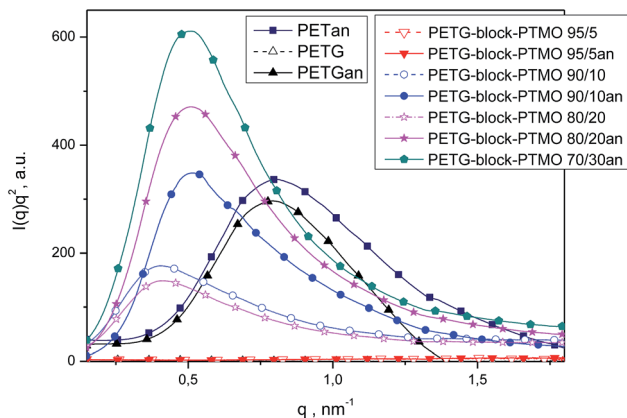 600
400
200
0
I(q)q², a.u.
0,5
1,0
1,5
q , nm⁻¹
PETan
PETG
PETGan
PETG-block-PTMO 95/5
PETG-block-PTMO 95/5an
PETG-block-PTMO 90/10
PETG-block-PTMO 90/10an
PETG-block-PTMO 80/20
PETG-block-PTMO 80/20an
PETG-block-PTMO 70/30an